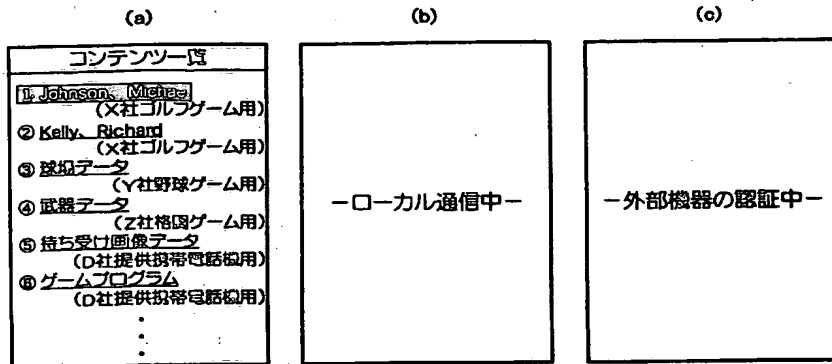 (a)
(b)
(c)
コンテンツ一覧
1. Johnson、Michael
(X社ゴルフゲーム用)
② Kelly、Richard
(X社ゴルフゲーム用)
③ 球場データ
(Y社野球ゲーム用)
④ 武器データ
(Z社格闘ゲーム用)
⑤ 持ち受け画像データ
(D社提供携帯電話機用)
⑥ ゲームプログラム
(D社提供携帯電話機用)
－ローカル通信中－
－外部機器の認証中－